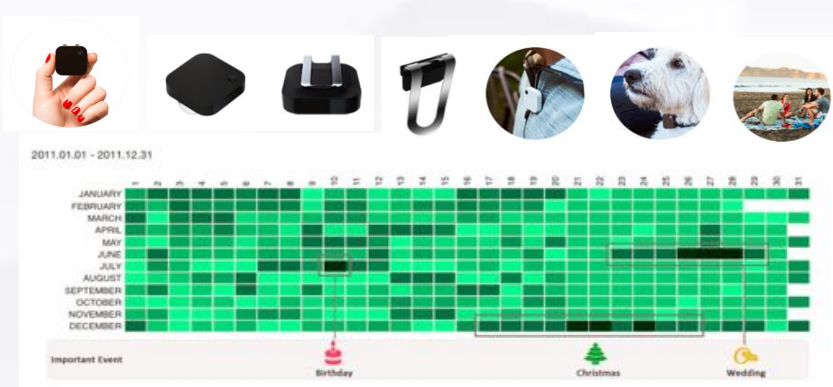 2011.01.01 - 2011.12.31
1 2 3 4 5 6 7 8 9 10 11 12 13 14 15 16 17 18 19 20 21 22 23 24 25 26 27 28 29 30 31
JANUARY
FEBRUARY
MARCH
APRIL
MAY
JUNE
JULY
AUGUST
SEPTEMBER
OCTOBER
NOVEMBER
DECEMBER
Important Event
Birthday
Christmas
Wedding